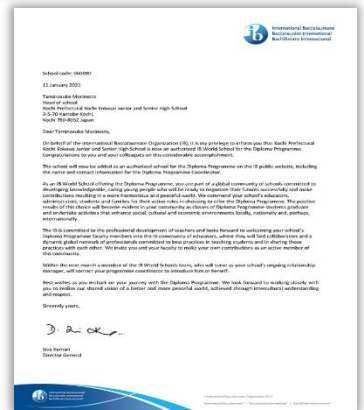 International Baccalaureate
Baccalauréat International
Bachillerato Internacional
School code:
11 January 2021
Taminosuke Morimoto
Head of school
Kochi Prefectural Kochi Kokusai Junior and Senior High School
2-5-70 Kamobe Kochi,
Kochi 780-8052 Japan
Dear Taminosuke Morimoto,
On behalf of the International Baccalaureate Organization (IB), it is my privilege to inform you that Kochi Prefectural
Kochi Kokusai Junior and Senior High School is now an authorized IB World School for the Diploma Programme.
Congratulations to you and your colleagues on this considerable accomplishment.
The school will now be added as an authorized school for the Diploma Programme on the IB public website, including
the name and contact information for the Diploma Programme Coordinator.
As an IB World School offering the Diploma Programme, you are part of a global community of schools committed to
developing knowledgeable, caring young people who will be ready to negotiate their futures successfully and make
contributions resulting in a more harmonious and peaceful world. We commend your school's educators,
administrators, students and families for their active roles in choosing to offer the Diploma Programme. The positive
results of this choice will become evident in your community as classes of Diploma Programme students graduate
and undertake activities that enhance social, cultural and economic environments locally, nationally and, perhaps,
internationally.
The IB is committed to the professional development of teachers and looks forward to welcoming your school's
Diploma Programme faculty members into the IB community of educators, where they will find collaborators and a
dynamic global network of professionals committed to best practices in teaching students and in sharing those
practices with each other. We invite you and your faculty to make your own contributions as an active member of
this community.
Within the next month a member of the IB World Schools team, who will serve as your school's ongoing relationship
manager, will contact your programme coordinator to introduce him or herself.
Best wishes as you embark on your journey with the Diploma Programme. We look forward to working closely with
you to realize our shared vision of a better and more peaceful world, achieved through intercultural understanding
and respect.
Sincerely yours,
Siva Kumari
Director General